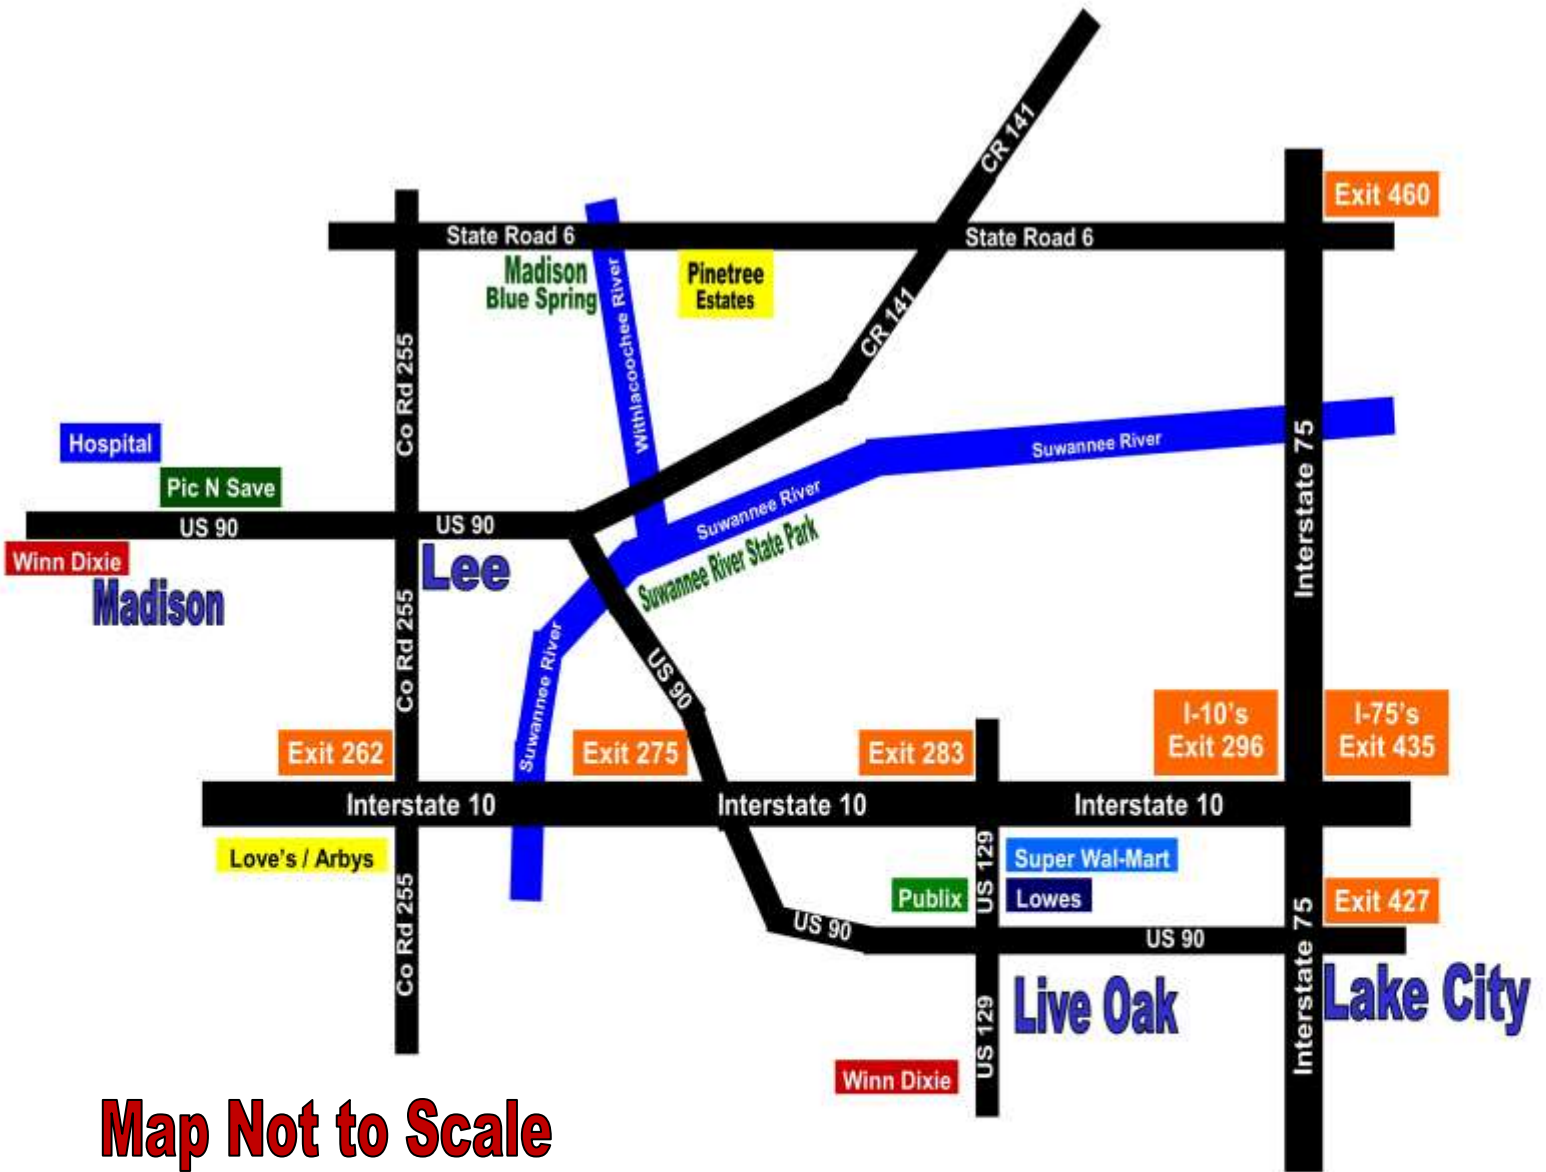 CR 141
Exit 460
State Road 6
State Road 6
Madison
Blue Spring
Withlacoochee River
Pinetree
Estates
CR 141
Co Rd 255
Hospital
Pic N Save
US 90
US 90
Winn Dixie
Madison
Lee
Suwannee River
Suwannee River
Suwannee River State Park
Interstate 75
Co Rd 255
Suwannee River
US 90
Exit 262
Exit 275
Exit 283
I-10's
Exit 296
I-75's
Exit 435
Interstate 10
Interstate 10
Interstate 10
Love's / Arbys
Co Rd 255
US 129
Super Wal-Mart
Publix
Lowes
Exit 427
US 90
US 90
Interstate 75
Live Oak
Lake City
US 129
Winn Dixie
Map Not to Scale